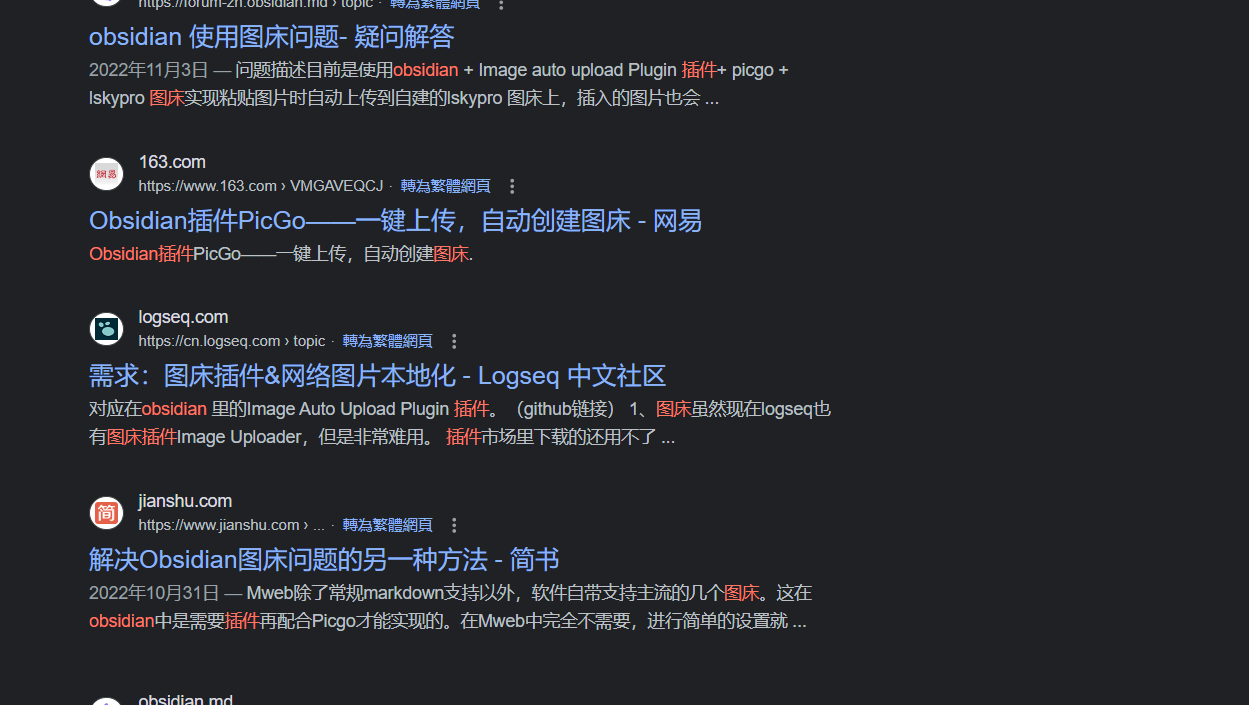 https://forum-zh.obsidian.md › topic · 轉為繁體網頁
obsidian 使用图床问题- 疑问解答
2022年11月3日 — 问题描述目前是使用obsidian + Image auto upload Plugin 插件+ picgo +
lskypro 图床实现粘贴图片时自动上传到自建的lskypro 图床上，插入的图片也会 ...
網易
163.com
https://www.163.com › VMGAVEQCJ · 轉為繁體網頁
Obsidian插件PicGo——一键上传，自动创建图床 - 网易
Obsidian插件PicGo——一键上传，自动创建图床.
logseq.com
https://cn.logseq.com › topic · 轉為繁體網頁
需求：图床插件&网络图片本地化 - Logseq 中文社区
对应在obsidian 里的Image Auto Upload Plugin 插件。（github链接） 1、图床虽然现在logseq也
有图床插件Image Uploader，但是非常难用。 插件市场里下载的还用不了 ...
简
jianshu.com
https://www.jianshu.com › ... · 轉為繁體網頁
解决Obsidian图床问题的另一种方法 - 简书
2022年10月31日 — Mweb除了常规markdown支持以外，软件自带支持主流的几个图床。这在
obsidian中是需要插件再配合Picgo才能实现的。在Mweb中完全不需要，进行简单的设置就 ...
obsidian.md